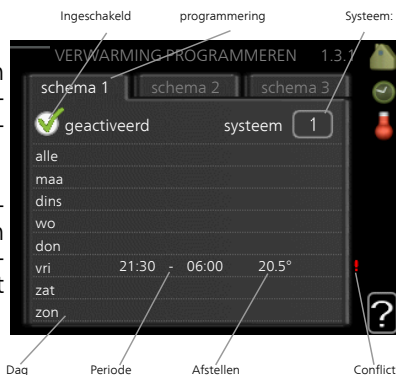 Ingeschakeld programmering Systeem:
VERWARMING PROGRAMMEREN 1.3.1
schema 1 schema 2 schema 3
geactiveerd systeem 1
alle
maa
dins
wo
don
vri 21:30 - 06:00 20.5° !
zat
zon
?
Dag Periode Afstellen Conflict